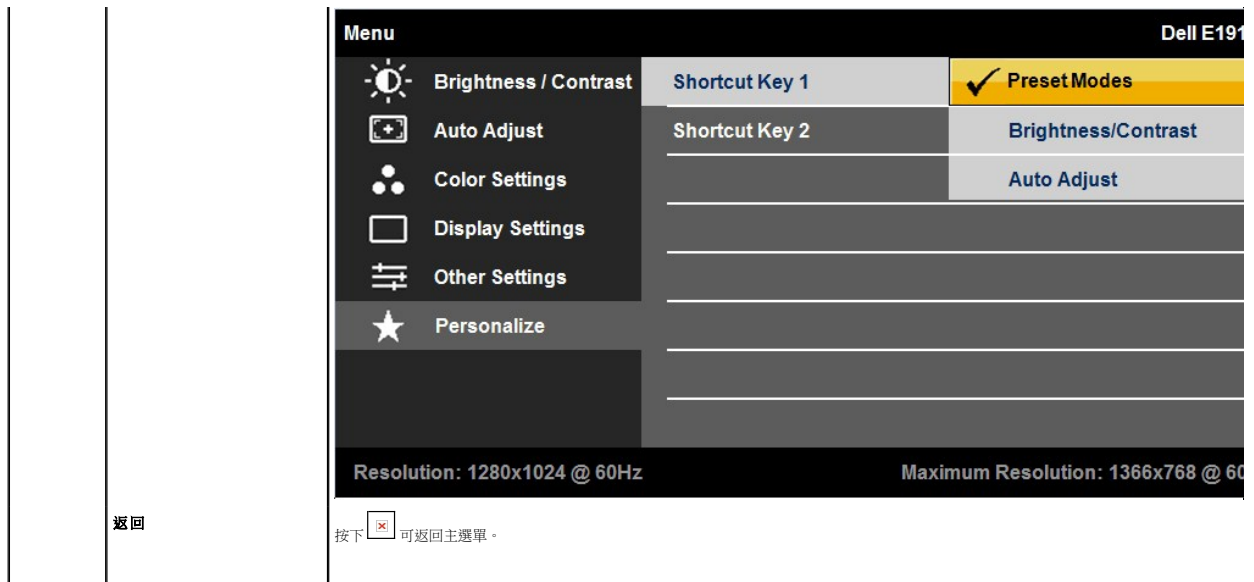 Menu Dell E191
Brightness / Contrast Shortcut Key 1 Preset Modes
Auto Adjust Shortcut Key 2 Brightness/Contrast
Color Settings Auto Adjust
Display Settings
Other Settings
Personalize
Resolution: 1280x1024 @ 60Hz Maximum Resolution: 1366x768 @ 60
返回 按下 可返回主選單。